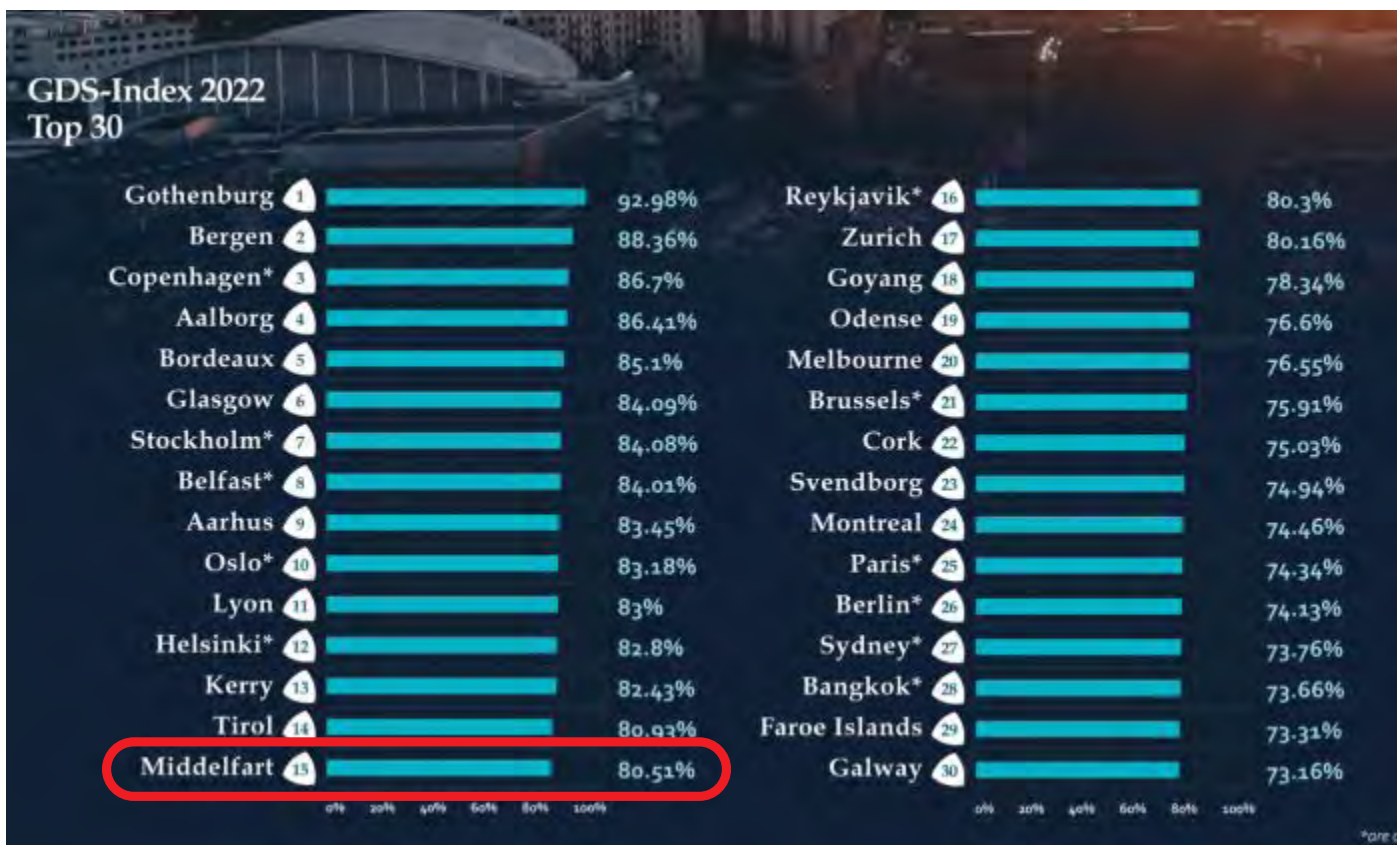 GDS-Index 2022
Top 30
Gothenburg 1 92.98%
Bergen 2 88.36%
Copenhagen* 3 86.7%
Aalborg 4 86.41%
Bordeaux 5 85.1%
Glasgow 6 84.09%
Stockholm* 7 84.08%
Belfast* 8 84.01%
Aarhus 9 83.45%
Oslo* 10 83.18%
Lyon 11 83%
Helsinki* 12 82.8%
Kerry 13 82.43%
Tirol 14 80.93%
Middelfart 15 80.51%
0% 20% 40% 60% 80% 100%
Reykjavik* 16 80.3%
Zurich 17 80.16%
Goyang 18 78.34%
Odense 19 76.6%
Melbourne 20 76.55%
Brussels* 21 75.91%
Cork 22 75.03%
Svendborg 23 74.94%
Montreal 24 74.46%
Paris* 25 74.34%
Berlin* 26 74.13%
Sydney* 27 73.76%
Bangkok* 28 73.66%
Faroe Islands 29 73.31%
Galway 30 73.16%
0% 20% 40% 60% 80% 100%
*are